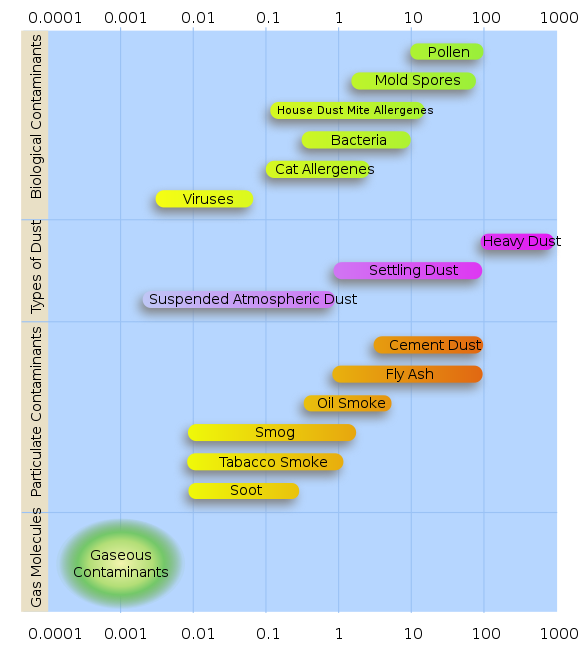 0.0001 0.001 0.01 0.1 1 10 100 1000
Biological Contaminants
Pollen
Mold Spores
House Dust Mite Allergenes
Bacteria
Cat Allergenes
Viruses
Types of Dust
Heavy Dust
Settling Dust
Suspended Atmospheric Dust
Particulate Contaminants
Cement Dust
Fly Ash
Oil Smoke
Smog
Tabacco Smoke
Soot
Gas Molecules
Gaseous
Contaminants
0.0001 0.001 0.01 0.1 1 10 100 1000